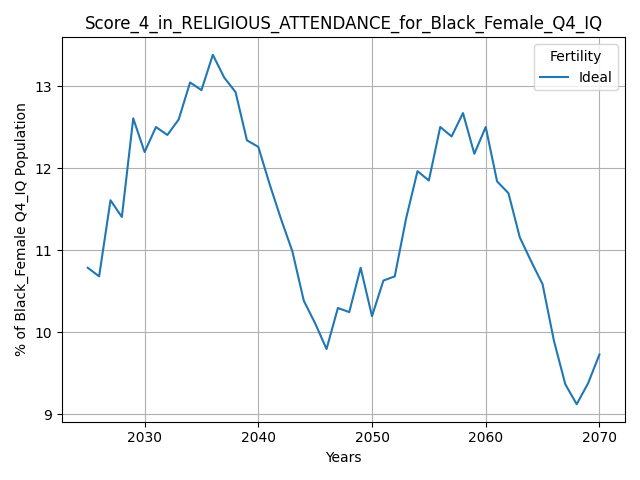 Score_4_in_RELIGIOUS_ATTENDANCE_for_Black_Female_Q4_IQ
Fertility
Ideal
% of Black_Female Q4_IQ Population
13
12
11
10
9
2030 2040 2050 2060 2070
Years